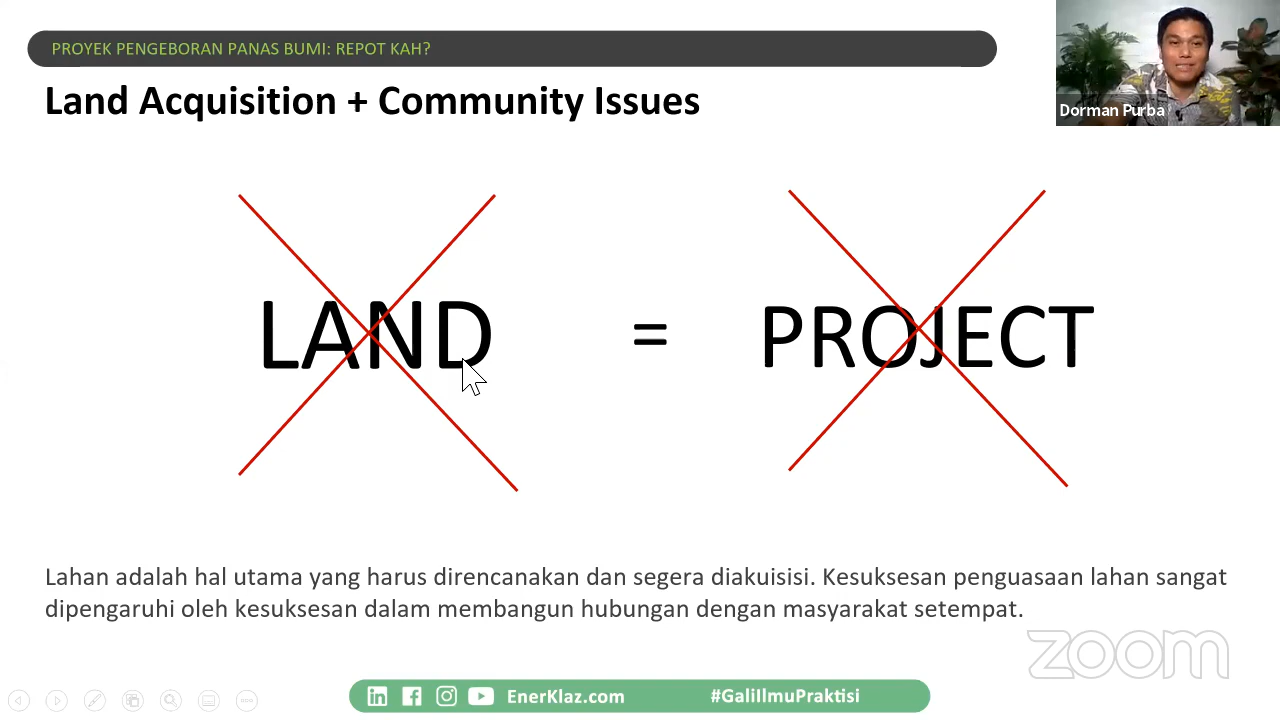 PROYEK PENGEBORAN PANAS BUMI: REPOT KAH?
Land Acquisition + Community Issues
Dorman Purba
LAND = PROJECT
Lahan adalah hal utama yang harus direncanakan dan segera diakuisisi. Kesuksesan penguasaan lahan sangat
dipengaruhi oleh kesuksesan dalam membangun hubungan dengan masyarakat setempat.
zoom
EnerKlaz.com #GaliIlmuPraktisi